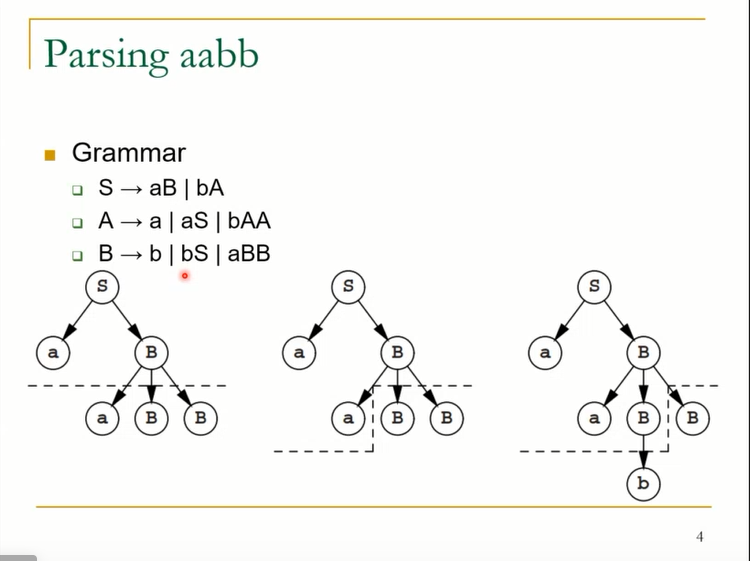 Parsing aabb
Grammar
S → aB | bA
A → a | aS | bAA
B → b | bS | aBB
S S S
a B a B a B
a B B a B B a B B
b
4